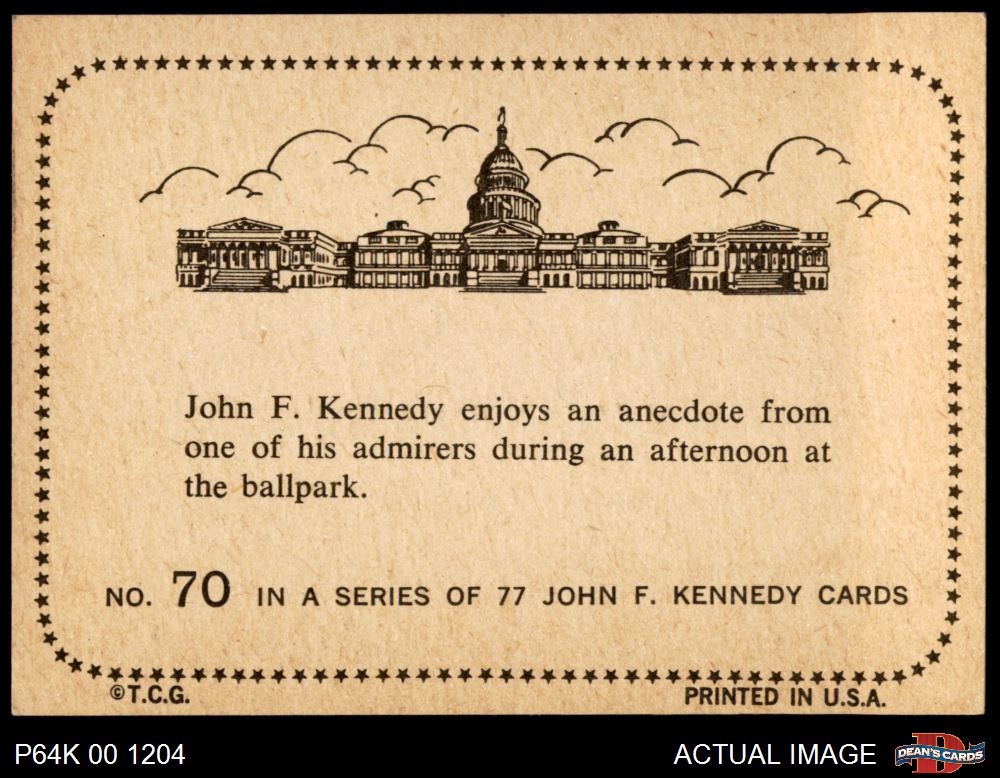 John F. Kennedy enjoys an anecdote from
one of his admirers during an afternoon at
the ballpark.
NO. 70 IN A SERIES OF 77 JOHN F. KENNEDY CARDS
©T.C.G. PRINTED IN U.S.A.
P64K 00 1204 ACTUAL IMAGE DEAN'S CARDS